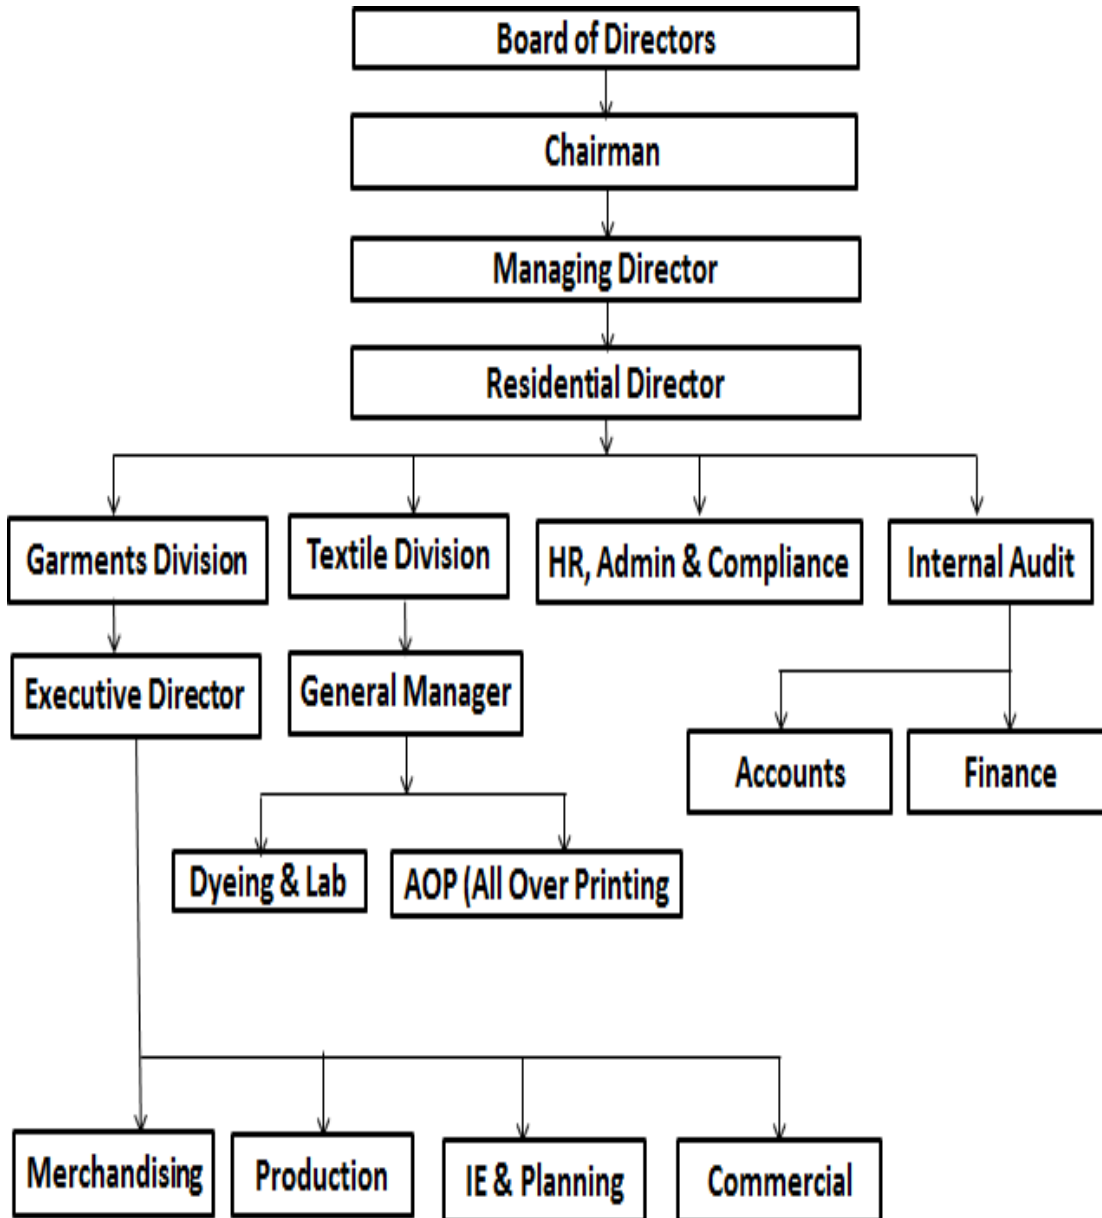 Board of Directors
Chairman
Managing Director
Residential Director
Garments Division
Textile Division
HR, Admin & Compliance
Internal Audit
Executive Director
General Manager
Accounts
Finance
Dyeing & Lab
AOP (All Over Printing
Merchandising
Production
IE & Planning
Commercial